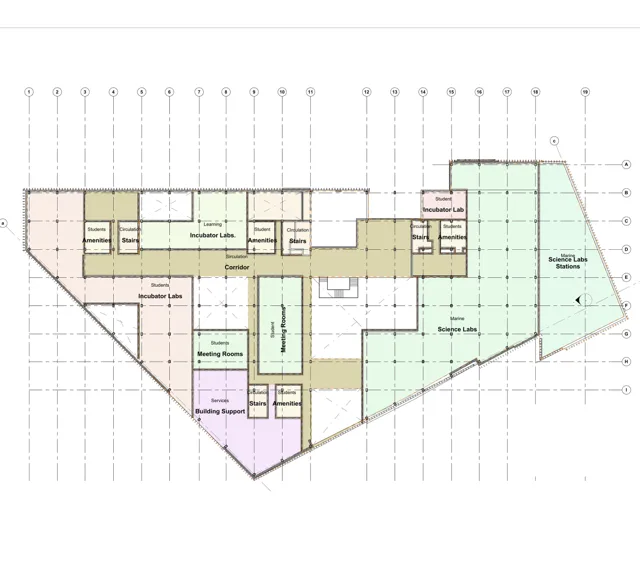 1 2 3 4 5 6 7 8 9 10 11 12 13 14 15 16 17 18 19
c
A
Student
Incubator Lab
B
a
Students
Amenities
Circulation
Stairs
Learning
Incubator Labs.
Student
Amenities
Circulation
Stairs
Circulation
Stairs
Students
Amenities
C
D
Circulation
Corridor
Marine
Science Labs
Stations
E
Students
Incubator Labs
F
Student
Meeting Rooms
Marine
Science Labs
G
Students
Meeting Rooms
H
Services
Building Support
Circulation
Stairs
Students
Amenities
I